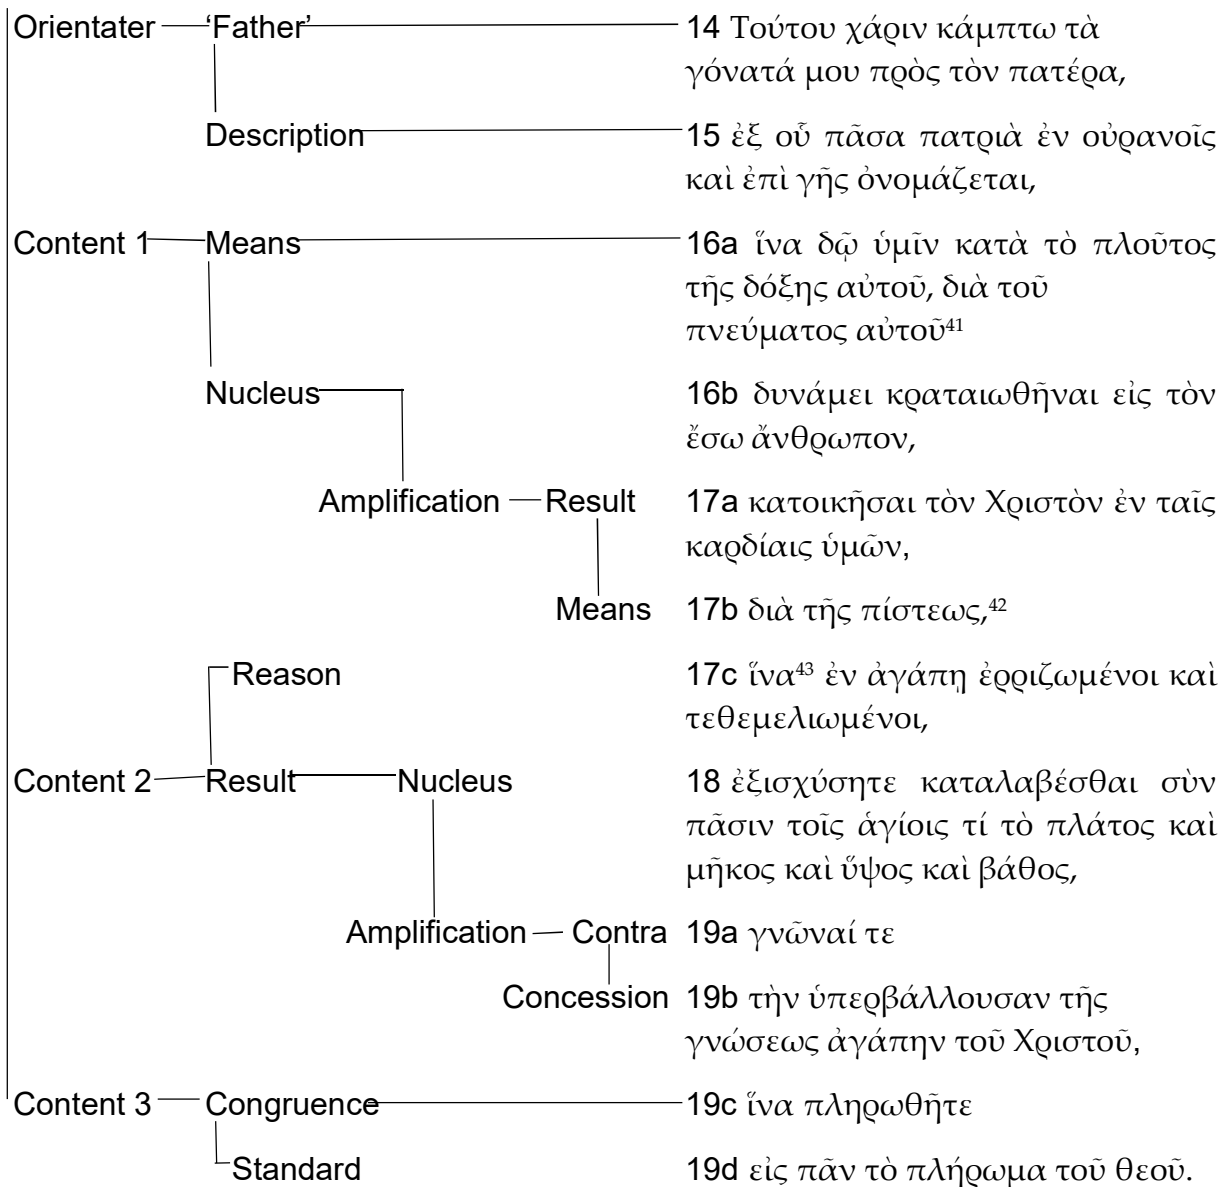 Orientater ‘Father’ 14 Τούτου χάριν κάμπτω τὰ
γόνατά μου πρὸς τὸν πατέρα,
Description 15 ἐξ οὗ πᾶσα πατριὰ ἐν οὐρανοῖς
καὶ ἐπὶ γῆς ὀνομάζεται,
Content 1 Means 16a ἵνα δῷ ὑμῖν κατὰ τὸ πλοῦτος
τῆς δόξης αὐτοῦ, διὰ τοῦ
πνεύματος αὐτοῦ⁴¹
Nucleus 16b δυνάμει κραταιωθῆναι εἰς τὸν
ἔσω ἄνθρωπον,
Amplification Result 17a κατοικῆσαι τὸν Χριστὸν ἐν ταῖς
καρδίαις ὑμῶν,
Means 17b διὰ τῆς πίστεως,⁴²
Reason 17c ἵνα⁴³ ἐν ἀγάπῃ ἐρριζωμένοι καὶ
τεθεμελιωμένοι,
Content 2 Result Nucleus 18 ἐξισχύσητε καταλαβέσθαι σὺν
πᾶσιν τοῖς ἁγίοις τί τὸ πλάτος καὶ
μῆκος καὶ ὕψος καὶ βάθος,
Amplification Contra 19a γνῶναί τε
Concession 19b τὴν ὑπερβάλλουσαν τῆς
γνώσεως ἀγάπην τοῦ Χριστοῦ,
Content 3 Congruence 19c ἵνα πληρωθῆτε
Standard 19d εἰς πᾶν τὸ πλήρωμα τοῦ θεοῦ.